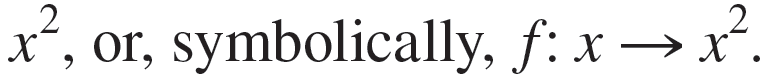 x², or, symbolically, f: x → x².